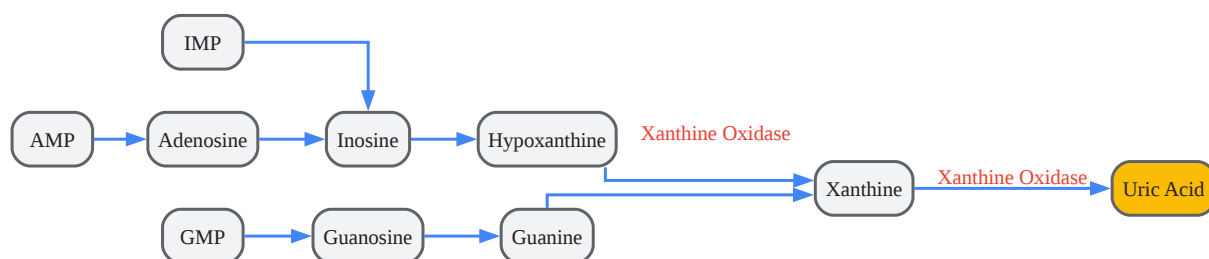 IMP
AMP
Adenosine
Inosine
Hypoxanthine
Xanthine Oxidase
Xanthine
Xanthine Oxidase
Uric Acid
GMP
Guanosine
Guanine